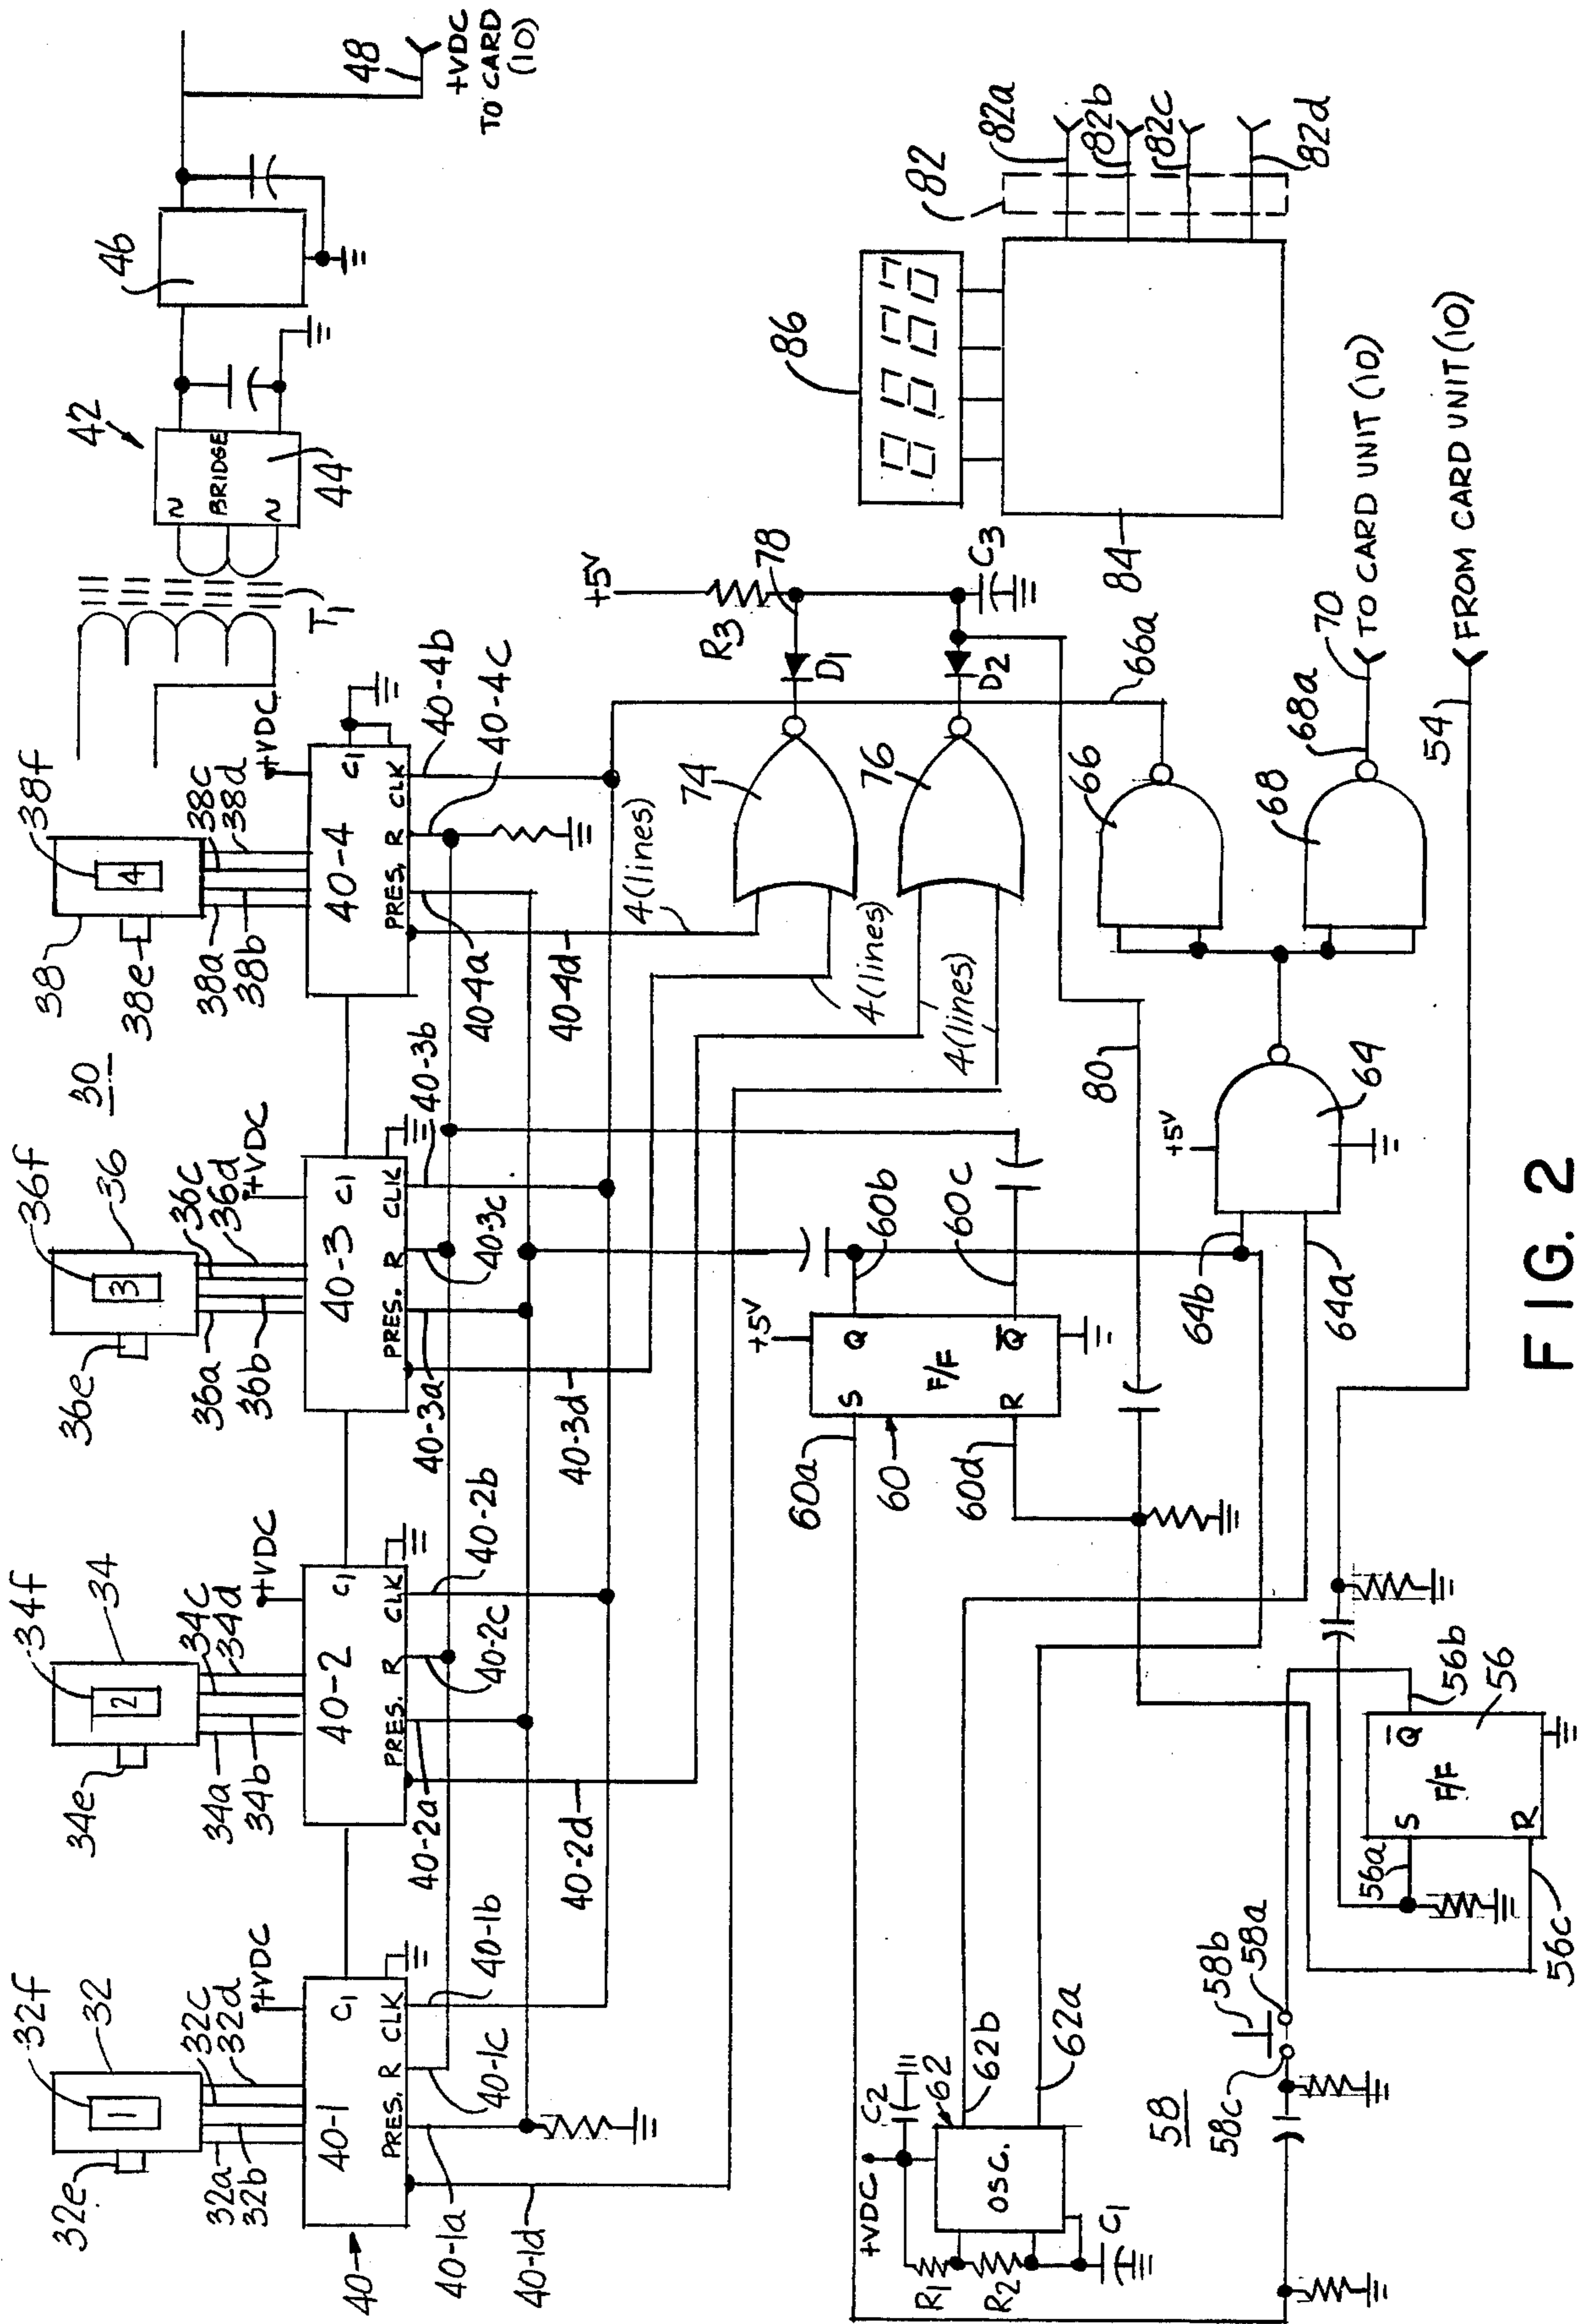 32f
32
32e
32a
32b
32c
32d
+VDC
1
34f
34
34e
34a
34b
34c
34d
+VDC
2
30
36f
36
36e
36a
36b
36c
36d
+VDC
3
38f
38
38e
38a
38b
38c
38d
+VDC
4
T1
42
N
BRIDGE
N
44
46
48
+VDC
TO CARD
(10)
40
40-1
C1
PRES. R CLK
40-1a
40-1b
40-1c
40-1d
40-2
C1
PRES. R CLK
40-2a
40-2b
40-2c
40-2d
40-3
C1
PRES. R CLK
40-3a
40-3b
40-3c
40-3d
40-4
C1
PRES. R CLK
40-4a
40-4b
40-4c
40-4d
4(lines)
4(lines)
4(lines)
4(lines)
74
76
+5V
R3
78
D1
D2
C3
66a
86
8.8.8.8
84
82
82a
82b
82c
82d
60a
60
60d
+5V
S
Q
F/F
R
Q̅
60b
60c
80
+5V
64b
64a
64
66
68
68a
70
TO CARD UNIT (10)
54
FROM CARD UNIT (10)
+VDC
C2
62
OSC.
62b
62a
R1
R2
C1
58
58b
58a
58c
56a
S
Q̅
F/F
R
56b
56
56c
FIG. 2